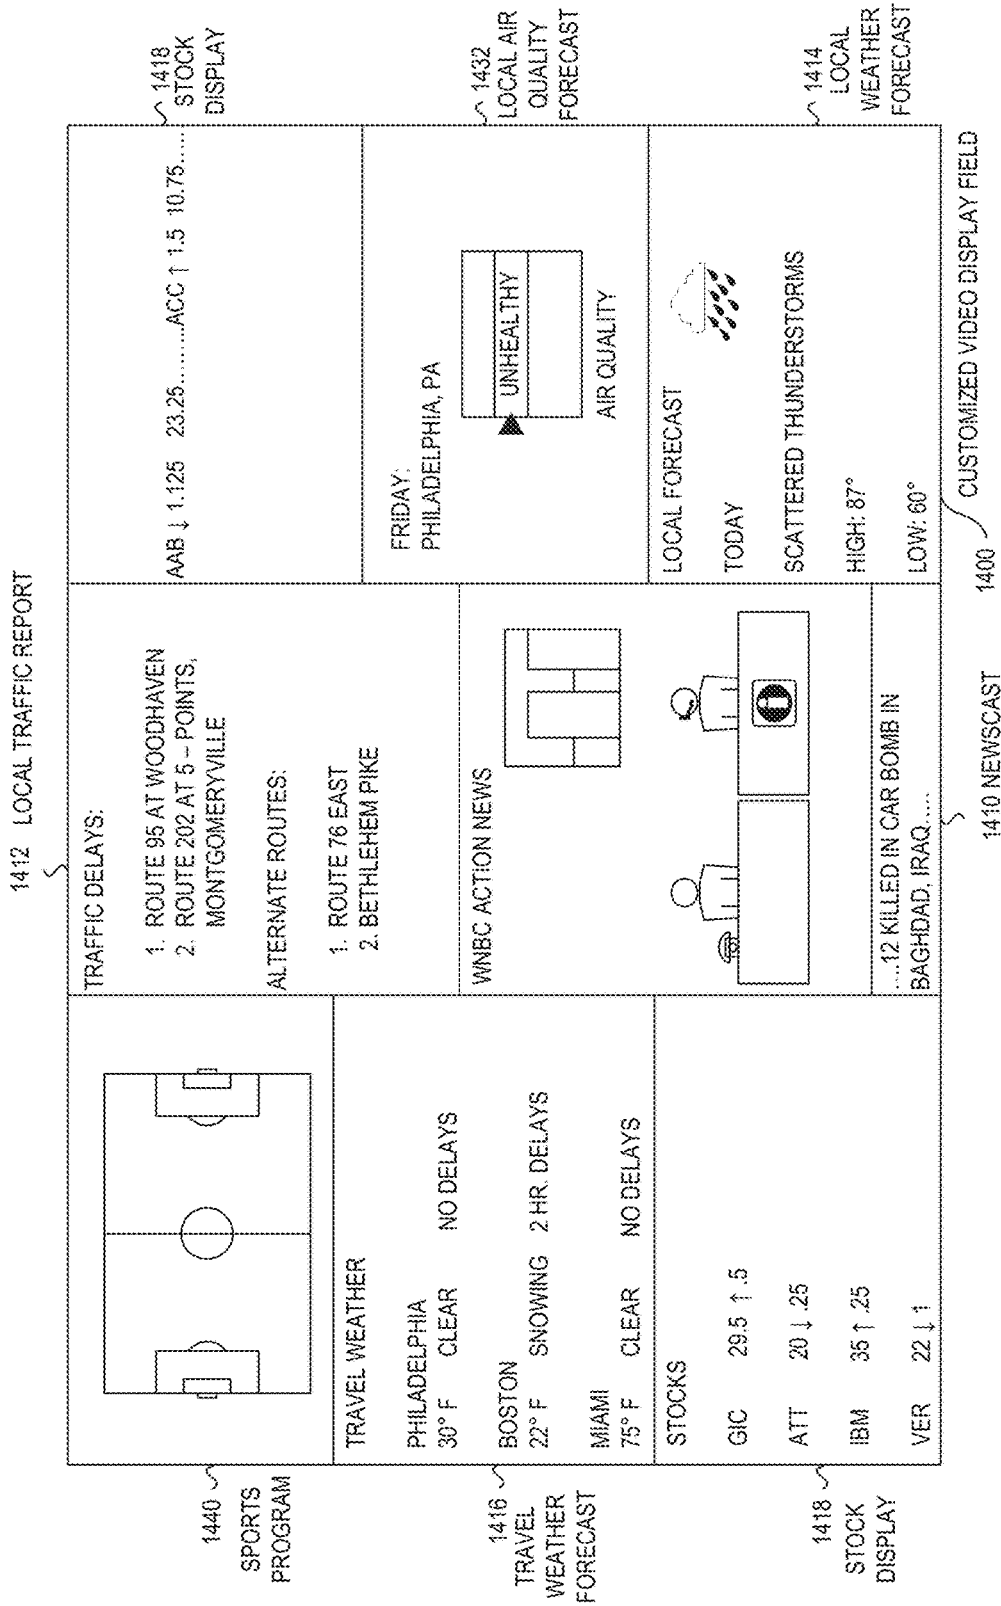 1412 LOCAL TRAFFIC REPORT
1440
SPORTS
PROGRAM
TRAFFIC DELAYS:
1. ROUTE 95 AT WOODHAVEN
2. ROUTE 202 AT 5 – POINTS,
MONTGOMERYVILLE
ALTERNATE ROUTES:
1. ROUTE 76 EAST
2. BETHLEHEM PIKE
AAB ↓ 1.125 23.25.......ACC ↑ 1.5 10.75.....
1418
STOCK
DISPLAY
1416
TRAVEL
WEATHER
FORECAST
TRAVEL WEATHER
PHILADELPHIA
30° F CLEAR NO DELAYS
BOSTON
22° F SNOWING 2 HR. DELAYS
MIAMI
75° F CLEAR NO DELAYS
WNBC ACTION NEWS
....12 KILLED IN CAR BOMB IN
BAGHDAD, IRAQ.....
FRIDAY:
PHILADELPHIA, PA
UNHEALTHY
AIR QUALITY
1432
LOCAL AIR
QUALITY
FORECAST
1418
STOCK
DISPLAY
STOCKS
GIC 29.5 ↑ .5
ATT 20 ↓ .25
IBM 35 ↑ .25
VER 22 ↓ 1
LOCAL FORECAST
TODAY
SCATTERED THUNDERSTORMS
HIGH: 87°
LOW: 60°
1414
LOCAL
WEATHER
FORECAST
1410 NEWSCAST
1400 CUSTOMIZED VIDEO DISPLAY FIELD